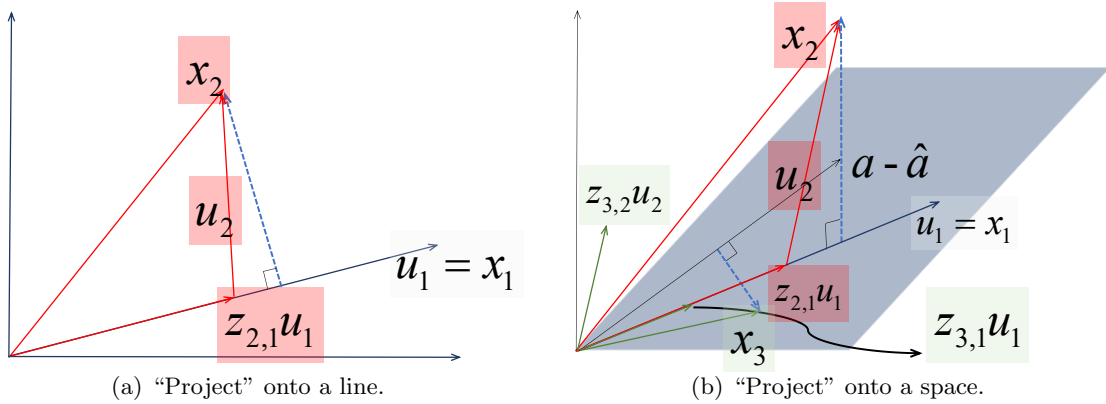 x₂
u₂
u₁ = x₁
z₂,₁u₁
(a) “Project” onto a line.
x₂
z₃,₂u₂
u₂
a - â
u₁ = x₁
z₂,₁u₁
x₃
z₃,₁u₁
(b) “Project” onto a space.